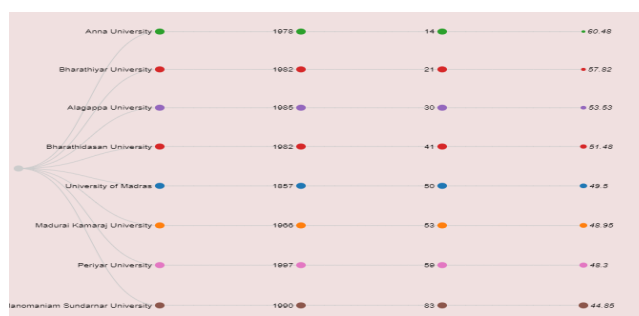 Anna University 1978 14 60.48
Bharathiyar University 1982 21 57.82
Alagappa University 1985 30 53.53
Bharathidasan University 1982 41 51.48
University of Madras 1857 50 49.5
Madurai Kamaraj University 1966 53 48.95
Periyar University 1997 59 48.3
anomaniam Sundarnar University 1990 83 44.85